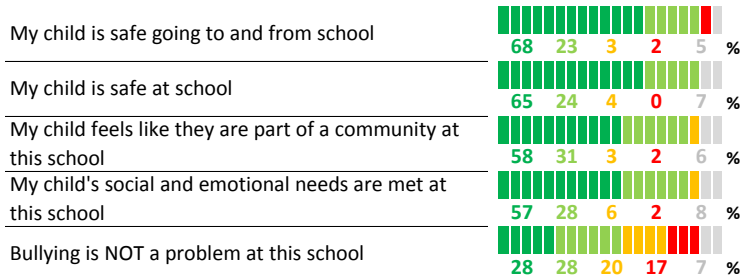 My child is safe going to and from school
68 23 3 2 5 %
My child is safe at school
65 24 4 0 7 %
My child feels like they are part of a community at
this school
58 31 3 2 6 %
My child's social and emotional needs are met at
this school
57 28 6 2 8 %
Bullying is NOT a problem at this school
28 28 20 17 7 %